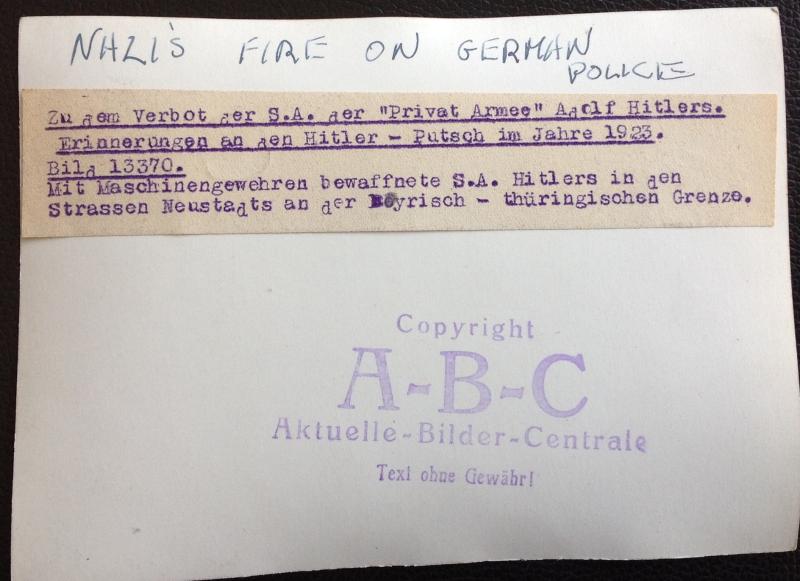 NAZI'S FIRE ON GERMAN
POLICE
Zu dem Verbot der S.A. der "Privat Armee" Adolf Hitlers.
Erinnerungen an den Hitler - Putsch im Jahre 1923.
Bild 13370.
Mit Maschinengewehren bewaffnete S.A. Hitlers in den
Strassen Neustadts an der Beyrisch - thüringischen Grenze.
Copyright
A-B-C
Aktuelle-Bilder-Centrale
Text ohne Gewähr!